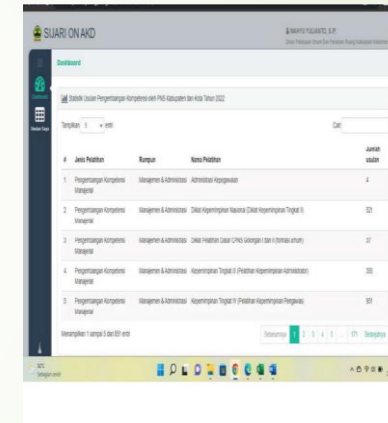 SIJARI ON AKD
WAHYU YULIANTO, S.P.
Dashboard
Dashboard
Statistik Usulan Pengembangan Kompetensi oleh PNS Kabupaten dan Kota Tahun 2022
Tampilkan 5 entri
Cari
# Jenis Pelatihan Rumpun Nama Pelatihan Jumlah usulan
1 Pengembangan Kompetensi Manajerial Manajemen & Administrasi Administrasi Kepegawaian 4
2 Pengembangan Kompetensi Manajerial Manajemen & Administrasi Diklat Kepemimpinan Nasional (Diklat Kepemimpinan Tingkat II)
3 Pengembangan Kompetensi Manajerial Manajemen & Administrasi Diklat Pelatihan Dasar CPNS Golongan I dan II (formasi umum) 37
4 Pengembangan Kompetensi Manajerial Manajemen & Administrasi Kepemimpinan Tingkat III (Pelatihan Kepemimpinan Administrator)
5 Pengembangan Kompetensi Manajerial Manajemen & Administrasi Kepemimpinan Tingkat IV (Pelatihan Kepemimpinan Pengawas)
Menampilkan 1 sampai 5 dari 851 entri
Sebelumnya 1 2 3 4 5 ... 171 Selanjutnya